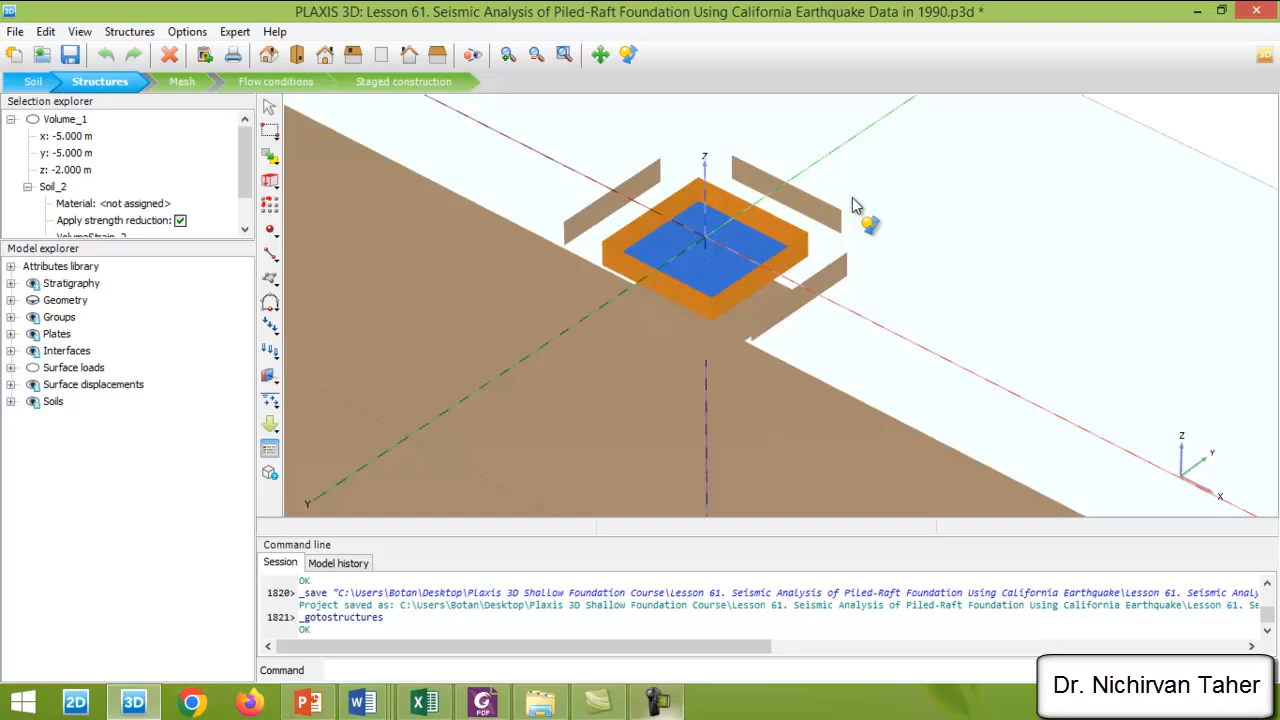 PLAXIS 3D: Lesson 61. Seismic Analysis of Piled-Raft Foundation Using California Earthquake Data in 1990.p3d *
File Edit View Structures Options Expert Help
Soil Structures Mesh Flow conditions Staged construction
Selection explorer
Volume_1
x: -5.000 m
y: -5.000 m
z: -2.000 m
Soil_2
Material: <not assigned>
Apply strength reduction:
Model explorer
Attributes library
Stratigraphy
Geometry
Groups
Plates
Interfaces
Surface loads
Surface displacements
Soils
Z
Y
Z
Y
X
Command line
Session Model history
OK
1820> _save "C:\Users\Botan\Desktop\Plaxis 3D Shallow Foundation Course\Lesson 61. Seismic Analysis of Piled-Raft Foundation Using California Earthquake\Lesson 61. Seismic Analy
Project saved as: C:\Users\Botan\Desktop\Plaxis 3D Shallow Foundation Course\Lesson 61. Seismic Analysis of Piled-Raft Foundation Using California Earthquake\Lesson 61. Se
1821> _gotostructures
OK
Command
2D 3D
Dr. Nichirvan Taher